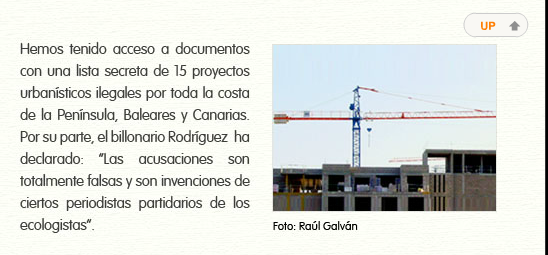 UP
Hemos tenido acceso a documentos
con una lista secreta de 15 proyectos
urbanísticos ilegales por toda la costa
de la Península, Baleares y Canarias.
Por su parte, el billonario Rodríguez ha
declarado: "Las acusaciones son
totalmente falsas y son invenciones de
ciertos periodistas partidarios de los
ecologistas".
Foto: Raúl Galván